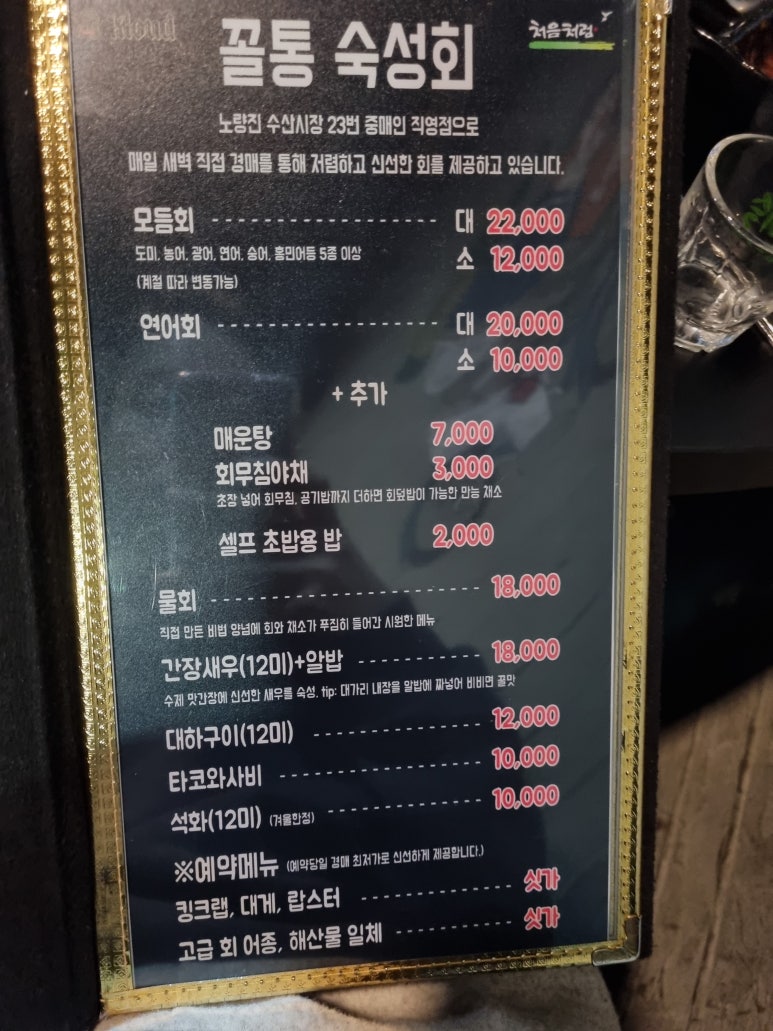 Kloud
꼴통 숙성회
처음처럼
노량진 수산시장 23번 중매인 직영점으로
매일 새벽 직접 경매를 통해 저렴하고 신선한 회를 제공하고 있습니다.
모듬회 ---------------------- 대 22,000
도미, 농어, 광어, 연어, 숭어, 홍민어등 5종 이상 소 12,000
(계절 따라 변동가능)
연어회 ---------------------- 대 20,000
소 10,000
+ 추가
매운탕 7,000
회무침야채 3,000
초장 넣어 회무침, 공기밥까지 더하면 회덮밥이 가능한 만능 채소
셀프 초밥용 밥 2,000
물회 ---------------------- 18,000
직접 만든 비법 양념에 회와 채소가 푸짐히 들어간 시원한 메뉴
간장새우(12미)+알밥 ---------- 18,000
수제 맛간장에 신선한 새우를 숙성. tip: 대가리 내장을 알밥에 짜넣어 비비면 꿀맛
대하구이(12미) -------------- 12,000
타코와사비 ------------------ 10,000
석화(12미) (겨울한정) ---------- 10,000
※예약메뉴 (예약당일 경매 최저가로 신선하게 제공합니다.)
킹크랩, 대게, 랍스터 ---------- 싯가
고급 회 어종, 해산물 일체 ------- 싯가